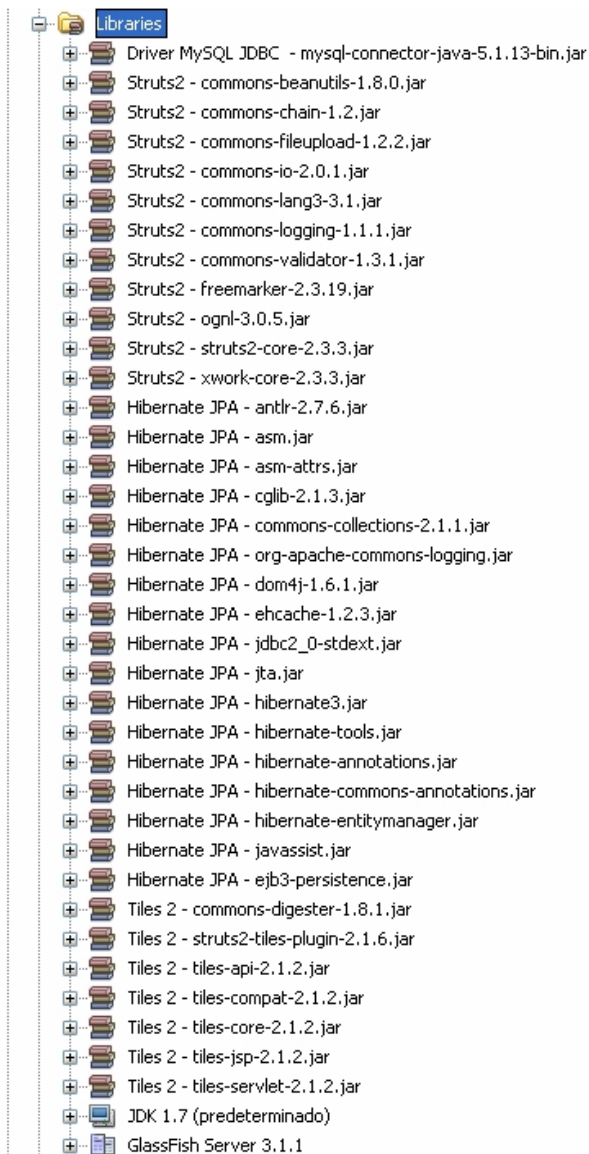 Libraries
Driver MySQL JDBC - mysql-connector-java-5.1.13-bin.jar
Struts2 - commons-beanutils-1.8.0.jar
Struts2 - commons-chain-1.2.jar
Struts2 - commons-fileupload-1.2.2.jar
Struts2 - commons-io-2.0.1.jar
Struts2 - commons-lang3-3.1.jar
Struts2 - commons-logging-1.1.1.jar
Struts2 - commons-validator-1.3.1.jar
Struts2 - freemarker-2.3.19.jar
Struts2 - ognl-3.0.5.jar
Struts2 - struts2-core-2.3.3.jar
Struts2 - xwork-core-2.3.3.jar
Hibernate JPA - antlr-2.7.6.jar
Hibernate JPA - asm.jar
Hibernate JPA - asm-attrs.jar
Hibernate JPA - cglib-2.1.3.jar
Hibernate JPA - commons-collections-2.1.1.jar
Hibernate JPA - org-apache-commons-logging.jar
Hibernate JPA - dom4j-1.6.1.jar
Hibernate JPA - ehcache-1.2.3.jar
Hibernate JPA - jdbc2_0-stdext.jar
Hibernate JPA - jta.jar
Hibernate JPA - hibernate3.jar
Hibernate JPA - hibernate-tools.jar
Hibernate JPA - hibernate-annotations.jar
Hibernate JPA - hibernate-commons-annotations.jar
Hibernate JPA - hibernate-entitymanager.jar
Hibernate JPA - javassist.jar
Hibernate JPA - ejb3-persistence.jar
Tiles 2 - commons-digester-1.8.1.jar
Tiles 2 - struts2-tiles-plugin-2.1.6.jar
Tiles 2 - tiles-api-2.1.2.jar
Tiles 2 - tiles-compat-2.1.2.jar
Tiles 2 - tiles-core-2.1.2.jar
Tiles 2 - tiles-jsp-2.1.2.jar
Tiles 2 - tiles-servlet-2.1.2.jar
JDK 1.7 (predeterminado)
GlassFish Server 3.1.1